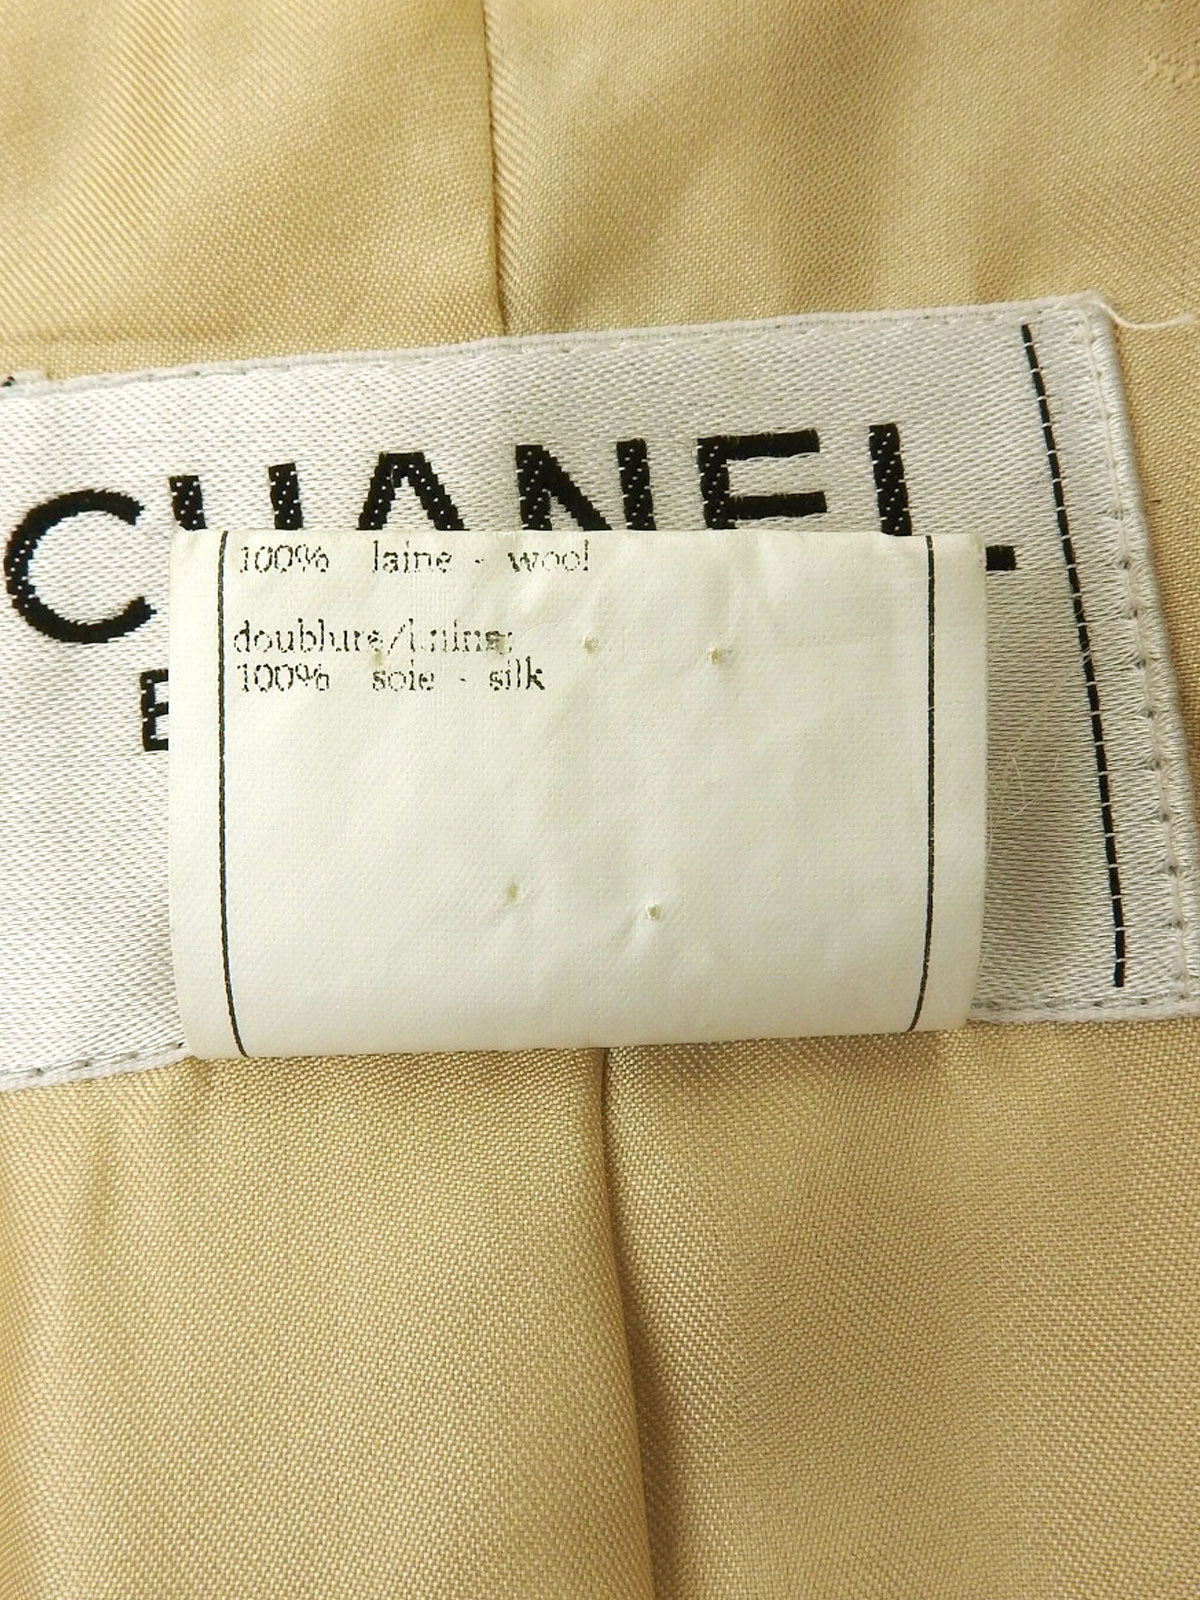 CHANEL
100% laine - wool
doublure/lining:
100% soie - silk